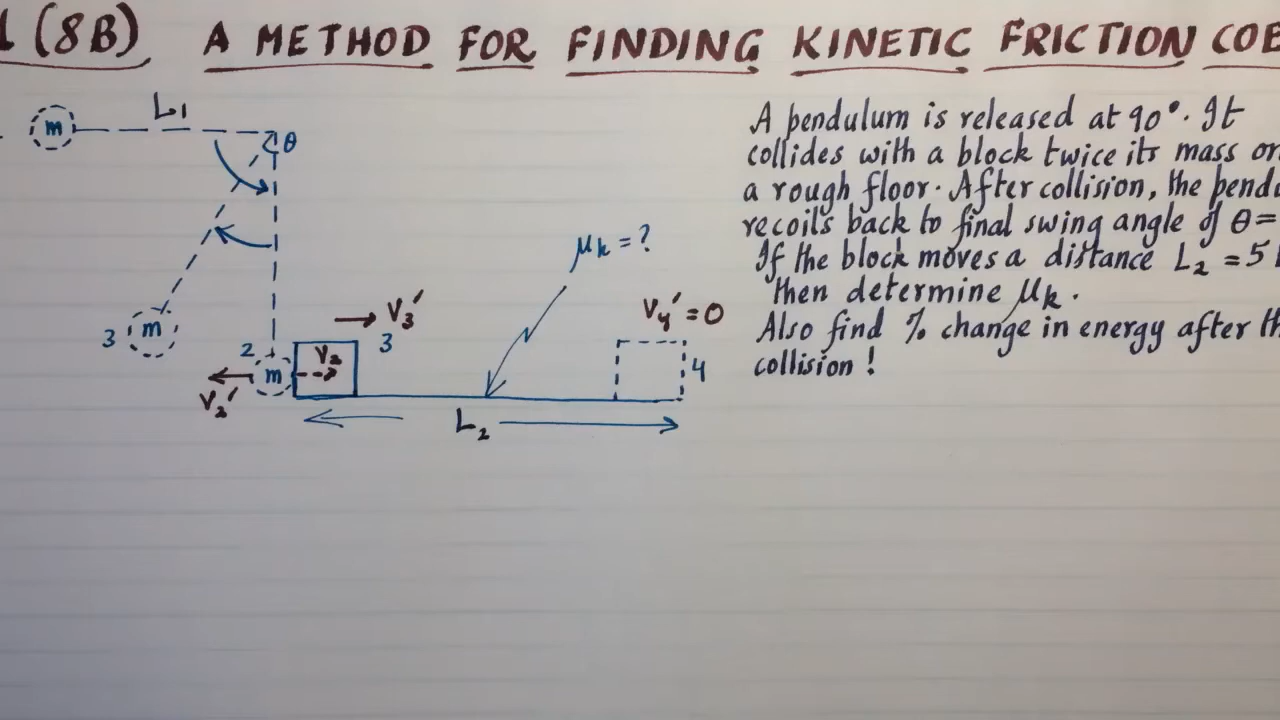 1 (8B) A METHOD FOR FINDING KINETIC FRICTION COE
L1
m
θ
A pendulum is released at 90°. It
collides with a block twice its mass on
a rough floor. After collision, the pendu
recoils back to final swing angle of θ=
If the block moves a distance L2 = 5
then determine μk.
Also find % change in energy after th
collision!
μk = ?
3 m
V3'
3
V4' = 0
4
2
m
V2
V2'
L2